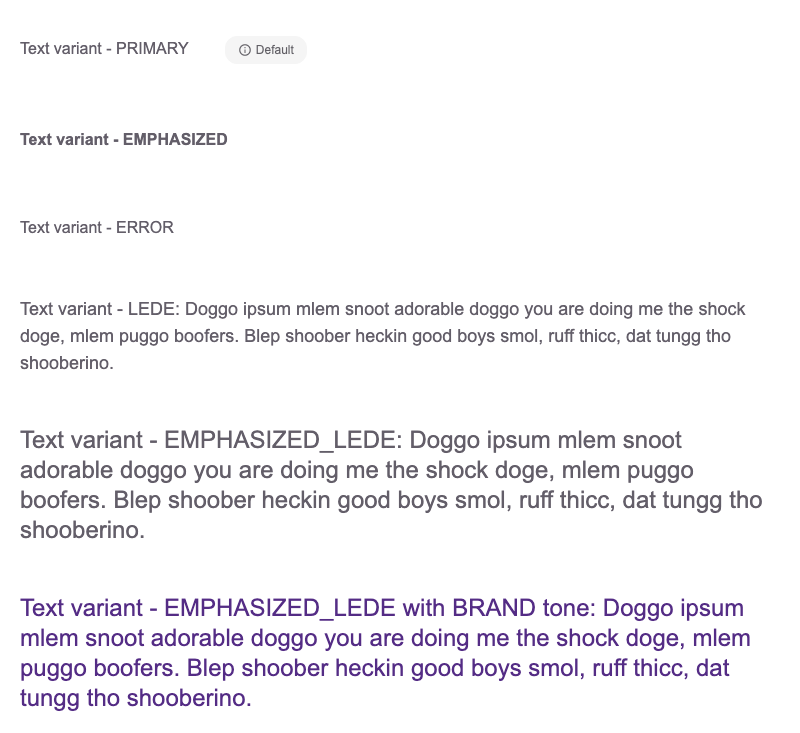 Text variant - PRIMARY Default
Text variant - EMPHASIZED
Text variant - ERROR
Text variant - LEDE: Doggo ipsum mlem snoot adorable doggo you are doing me the shock
doge, mlem puggo boofers. Blep shoober heckin good boys smol, ruff thicc, dat tungg tho
shooberino.
Text variant - EMPHASIZED_LEDE: Doggo ipsum mlem snoot
adorable doggo you are doing me the shock doge, mlem puggo
boofers. Blep shoober heckin good boys smol, ruff thicc, dat tungg tho
shooberino.
Text variant - EMPHASIZED_LEDE with BRAND tone: Doggo ipsum
mlem snoot adorable doggo you are doing me the shock doge, mlem
puggo boofers. Blep shoober heckin good boys smol, ruff thicc, dat
tungg tho shooberino.